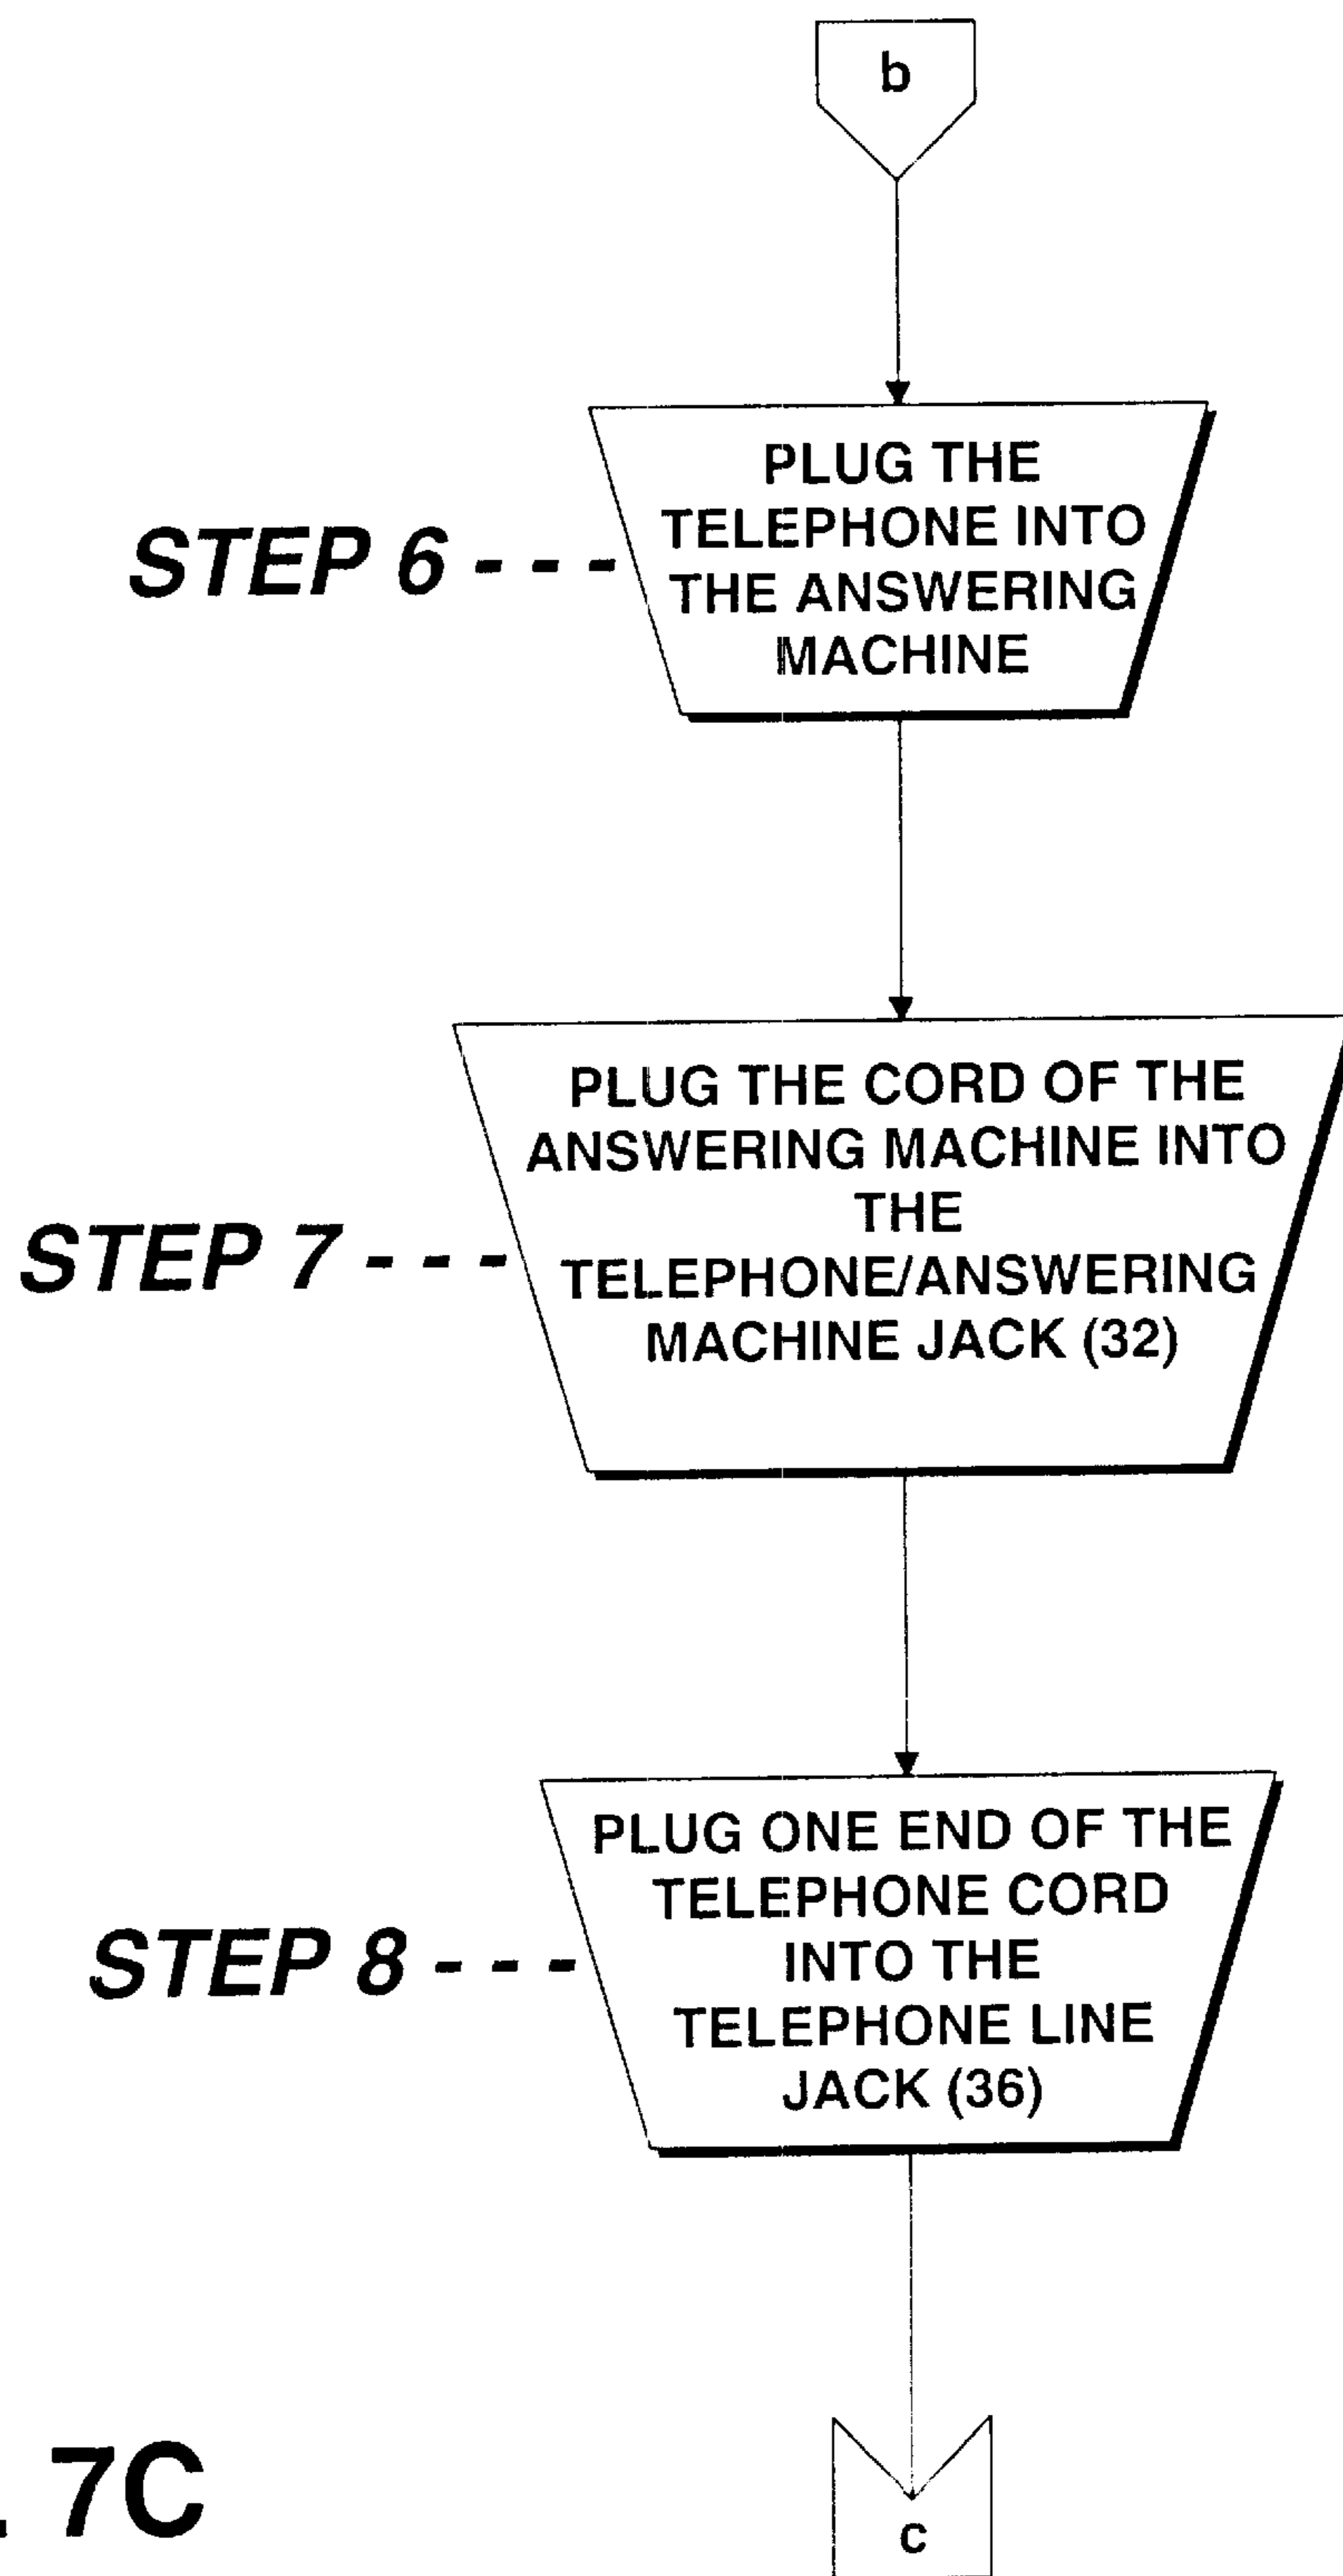 b
PLUG THE
TELEPHONE INTO
THE ANSWERING
MACHINE
STEP 6 - - -
PLUG THE CORD OF THE
ANSWERING MACHINE INTO
THE
TELEPHONE/ANSWERING
MACHINE JACK (32)
STEP 7 - - -
PLUG ONE END OF THE
TELEPHONE CORD
INTO THE
TELEPHONE LINE
JACK (36)
STEP 8 - - -
. 7C
c